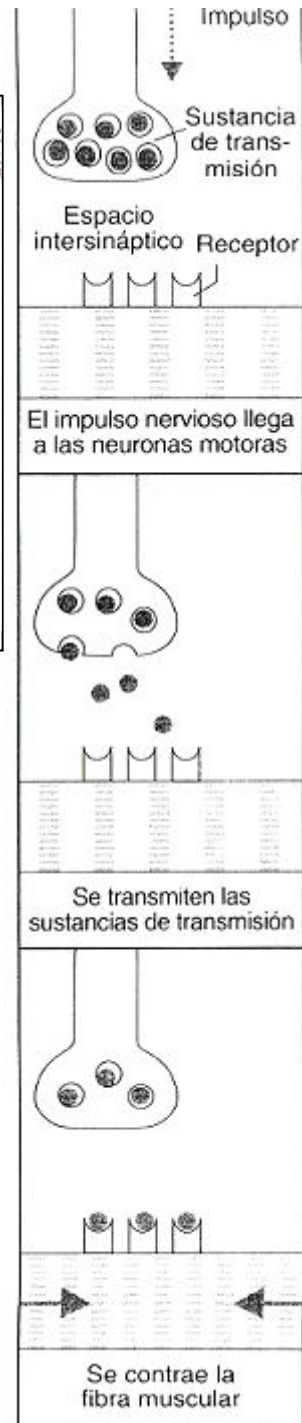 Impulso
Sustancia
de trans-
misión
Espacio
intersináptico
Receptor
El impulso nervioso llega
a las neuronas motoras
Se transmiten las
sustancias de transmisión
Se contrae la
fibra muscular